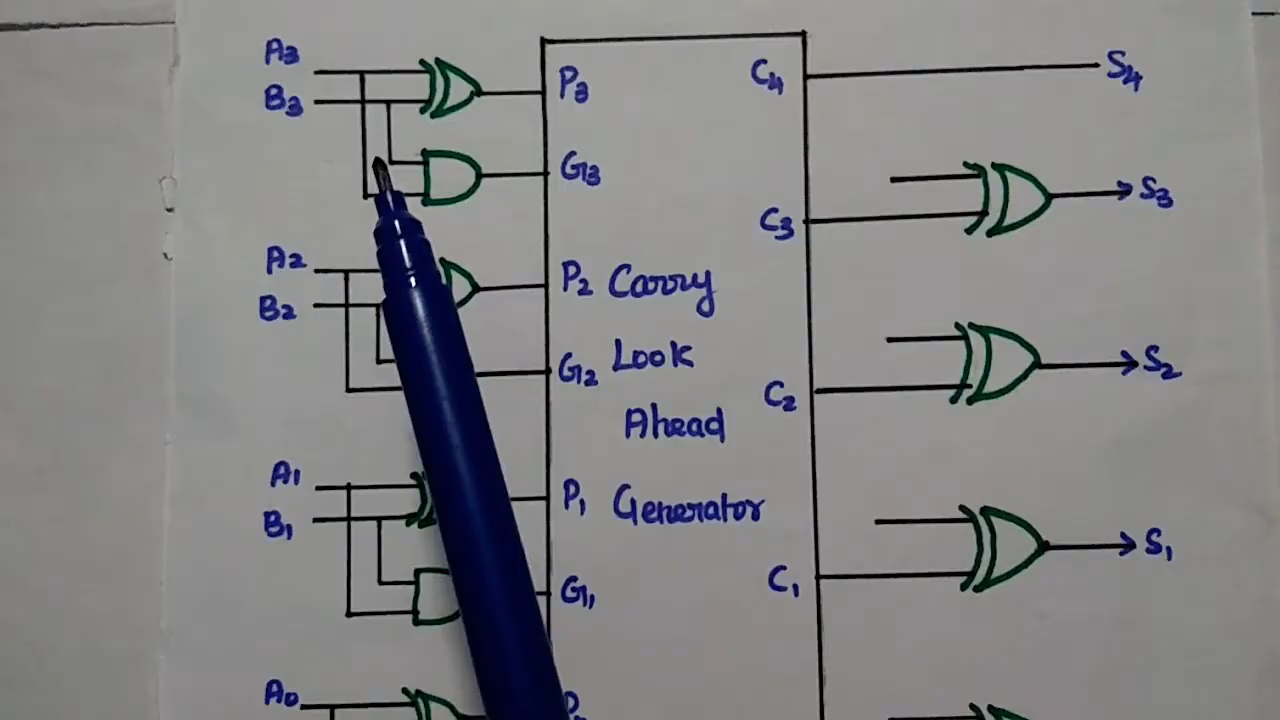 A3
B3
P3
G3
C4
S4
C3
S3
A2
B2
P2
G2
Carry
Look
Ahead
Generator
C2
S2
A1
B1
P1
G1
C1
S1
A0